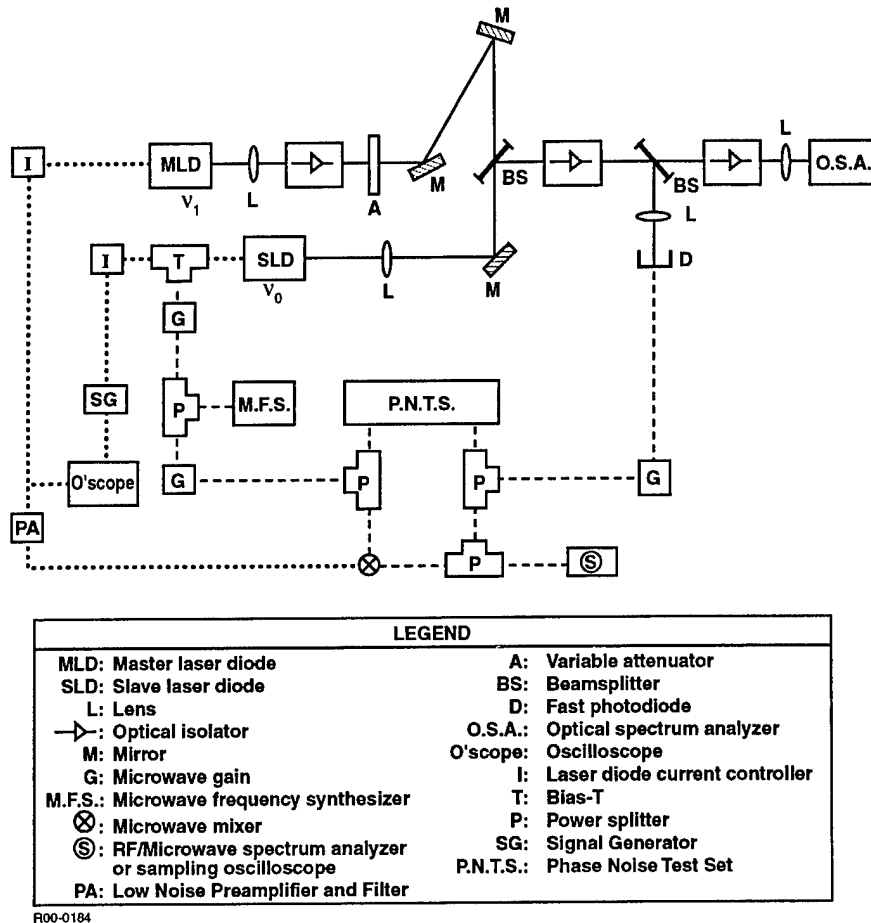 M
I
MLD
ν1
L
A
M
BS
BS
L
O.S.A.
L
D
I
T
SLD
ν0
L
M
G
SG
P
M.F.S.
P.N.T.S.
O'scope
G
P
P
G
PA
P
S
LEGEND
MLD: Master laser diode
SLD: Slave laser diode
L: Lens
: Optical isolator
M: Mirror
G: Microwave gain
M.F.S.: Microwave frequency synthesizer
⊗: Microwave mixer
Ⓢ: RF/Microwave spectrum analyzer
or sampling oscilloscope
PA: Low Noise Preamplifier and Filter
A: Variable attenuator
BS: Beamsplitter
D: Fast photodiode
O.S.A.: Optical spectrum analyzer
O'scope: Oscilloscope
I: Laser diode current controller
T: Bias-T
P: Power splitter
SG: Signal Generator
P.N.T.S.: Phase Noise Test Set
R00-0184